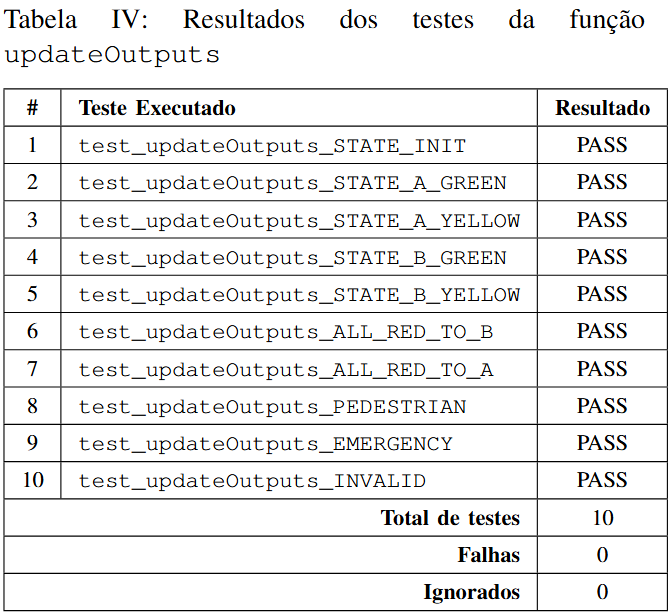 Tabela IV: Resultados dos testes da função
updateOutputs
# Teste Executado Resultado
1 test_updateOutputs_STATE_INIT PASS
2 test_updateOutputs_STATE_A_GREEN PASS
3 test_updateOutputs_STATE_A_YELLOW PASS
4 test_updateOutputs_STATE_B_GREEN PASS
5 test_updateOutputs_STATE_B_YELLOW PASS
6 test_updateOutputs_ALL_RED_TO_B PASS
7 test_updateOutputs_ALL_RED_TO_A PASS
8 test_updateOutputs_PEDESTRIAN PASS
9 test_updateOutputs_EMERGENCY PASS
10 test_updateOutputs_INVALID PASS
Total de testes 10
Falhas 0
Ignorados 0